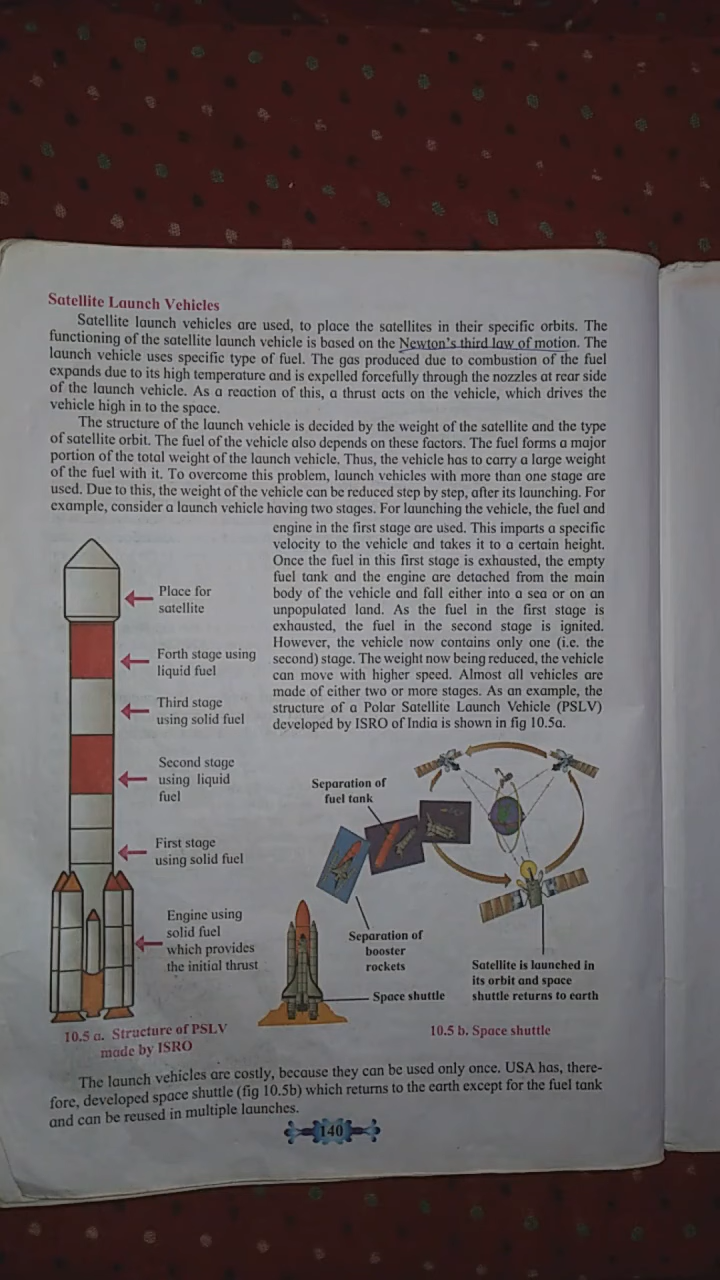 Satellite Launch Vehicles
Satellite launch vehicles are used, to place the satellites in their specific orbits. The
functioning of the satellite launch vehicle is based on the Newton's third law of motion. The
launch vehicle uses specific type of fuel. The gas produced due to combustion of the fuel
expands due to its high temperature and is expelled forcefully through the nozzles at rear side
of the launch vehicle. As a reaction of this, a thrust acts on the vehicle, which drives the
vehicle high in to the space.
The structure of the launch vehicle is decided by the weight of the satellite and the type
of satellite orbit. The fuel of the vehicle also depends on these factors. The fuel forms a major
portion of the total weight of the launch vehicle. Thus, the vehicle has to carry a large weight
of the fuel with it. To overcome this problem, launch vehicles with more than one stage are
used. Due to this, the weight of the vehicle can be reduced step by step, after its launching. For
example, consider a launch vehicle having two stages. For launching the vehicle, the fuel and
engine in the first stage are used. This imparts a specific
velocity to the vehicle and takes it to a certain height.
Once the fuel in this first stage is exhausted, the empty
fuel tank and the engine are detached from the main
body of the vehicle and fall either into a sea or on an
unpopulated land. As the fuel in the first stage is
exhausted, the fuel in the second stage is ignited.
However, the vehicle now contains only one (i.e. the
second) stage. The weight now being reduced, the vehicle
can move with higher speed. Almost all vehicles are
made of either two or more stages. As an example, the
structure of a Polar Satellite Launch Vehicle (PSLV)
developed by ISRO of India is shown in fig 10.5a.
Place for
satellite
Forth stage using
liquid fuel
Third stage
using solid fuel
Second stage
using liquid
fuel
First stage
using solid fuel
Engine using
solid fuel
which provides
the initial thrust
10.5 a. Structure of PSLV
made by ISRO
Separation of
fuel tank
Separation of
booster
rockets
Space shuttle
Satellite is launched in
its orbit and space
shuttle returns to earth
10.5 b. Space shuttle
The launch vehicles are costly, because they can be used only once. USA has, there-
fore, developed space shuttle (fig 10.5b) which returns to the earth except for the fuel tank
and can be reused in multiple launches.
140